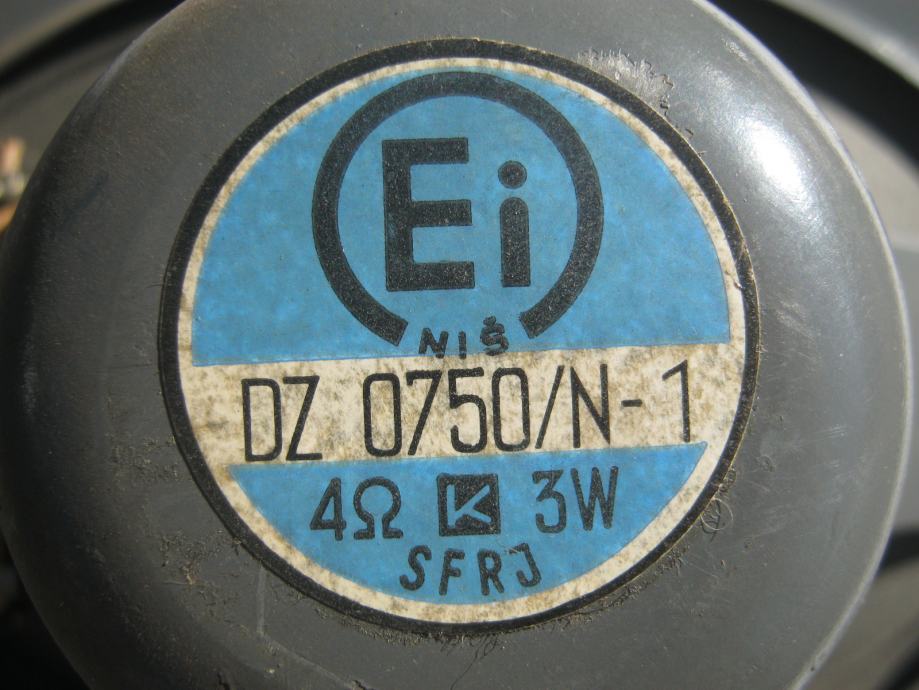 Ei
NIŠ
DZ 0750/N-1
4Ω K 3W
SFRJ